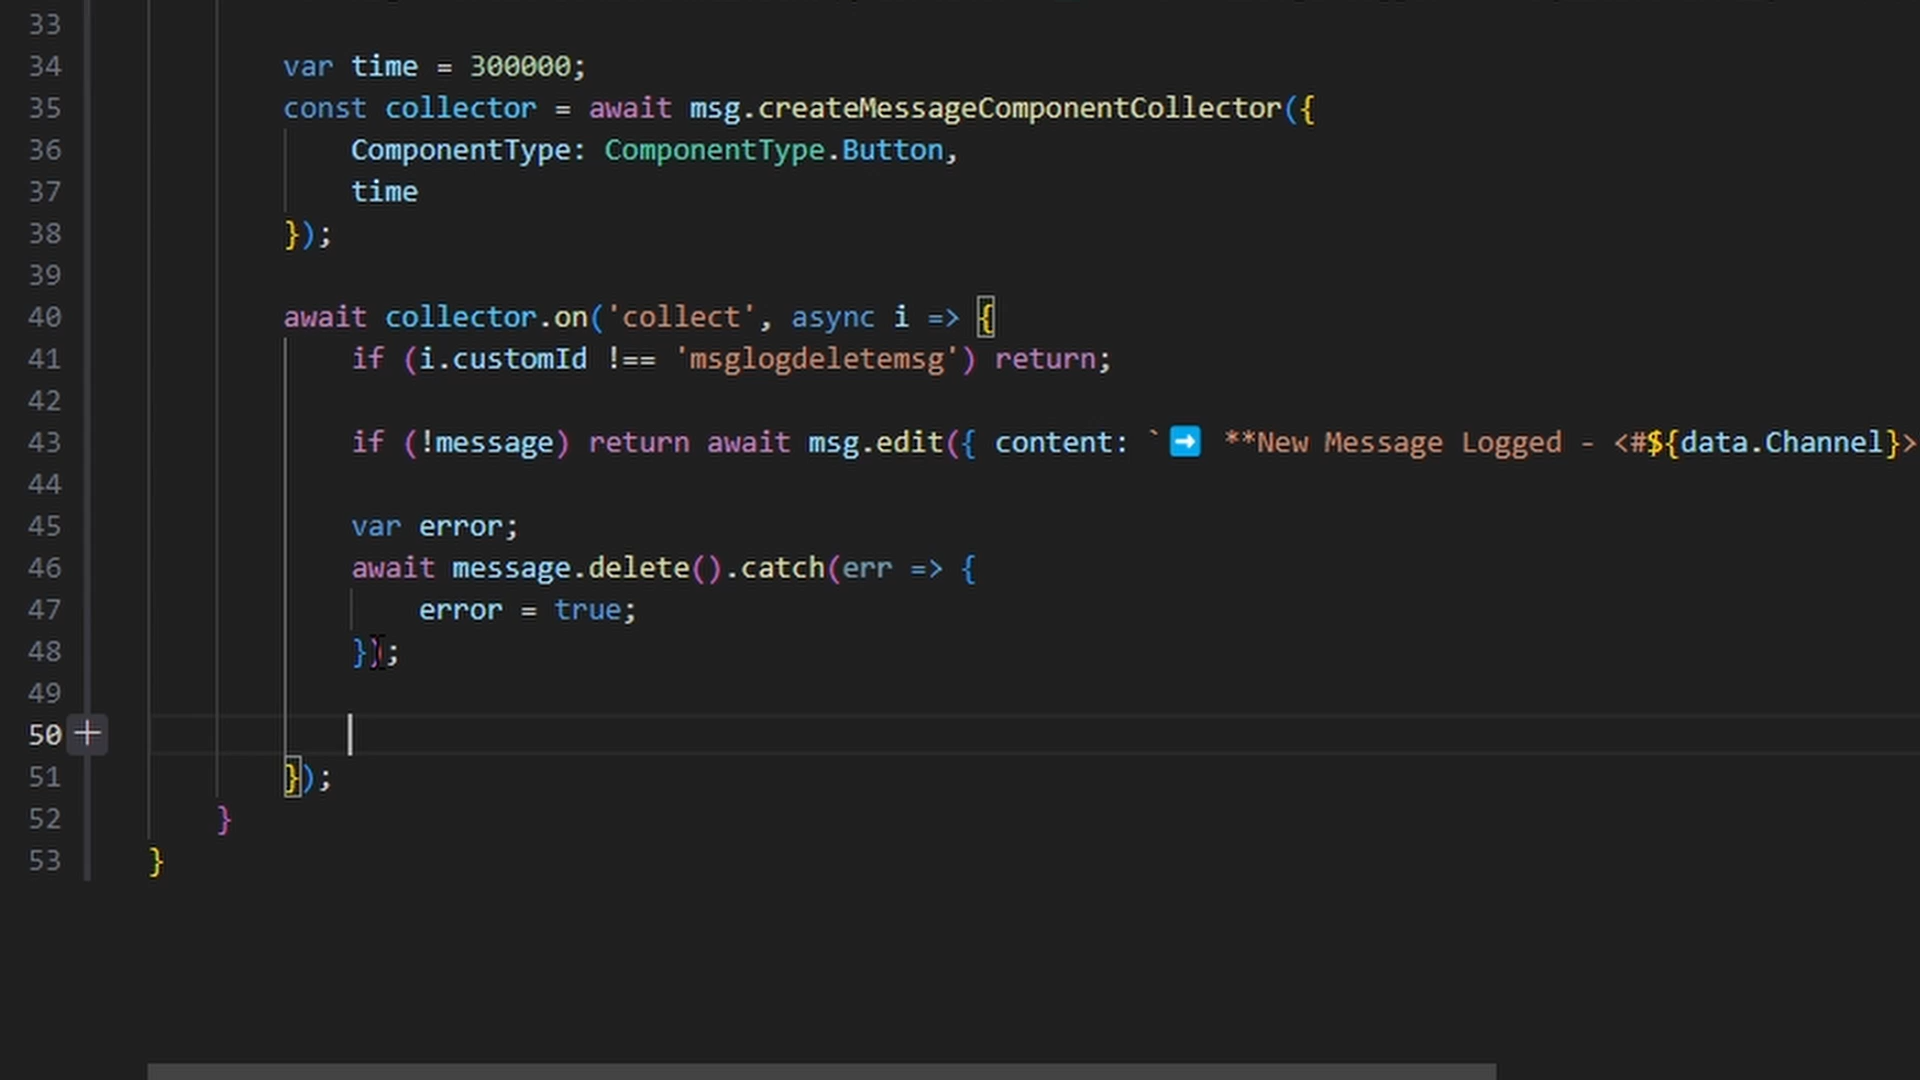 33
34 var time = 300000;
35 const collector = await msg.createMessageComponentCollector({
36 ComponentType: ComponentType.Button,
37 time
38 });
39
40 await collector.on('collect', async i => {
41 if (i.customId !== 'msglogdeletemsg') return;
42
43 if (!message) return await msg.edit({ content: `➡️ **New Message Logged - <#${data.Channel}>
44
45 var error;
46 await message.delete().catch(err => {
47 error = true;
48 });
49
50
51 });
52 }
53 }